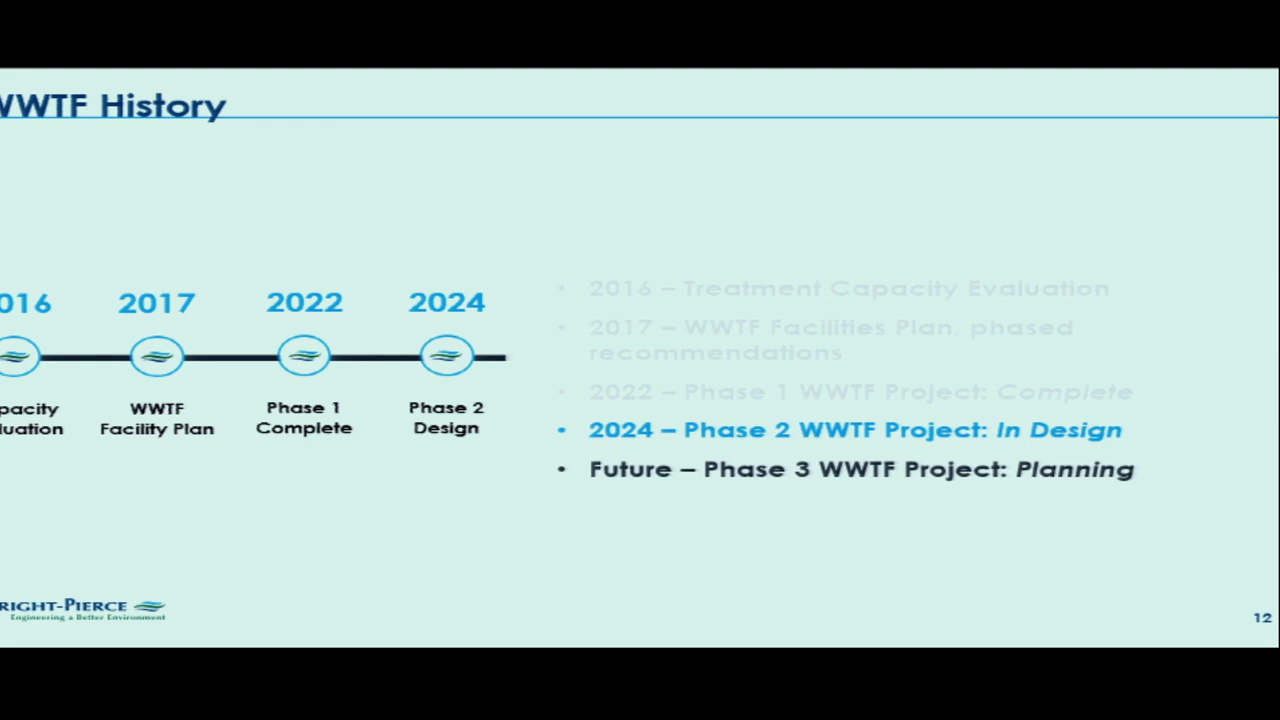 WWTF History
016 2017 2022 2024
pacity WWTF Phase 1 Phase 2
luation Facility Plan Complete Design
• 2016 – Treatment Capacity Evaluation
• 2017 – WWTF Facilities Plan, phased
recommendations
• 2022 – Phase 1 WWTF Project: Complete
• 2024 – Phase 2 WWTF Project: In Design
• Future – Phase 3 WWTF Project: Planning
RIGHT-PIERCE
Engineering a Better Environment
12